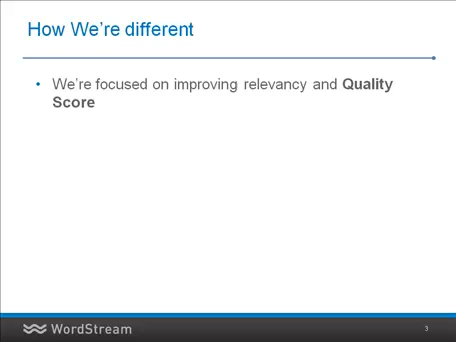 How We're different
• We're focused on improving relevancy and Quality
Score
WordStream
3